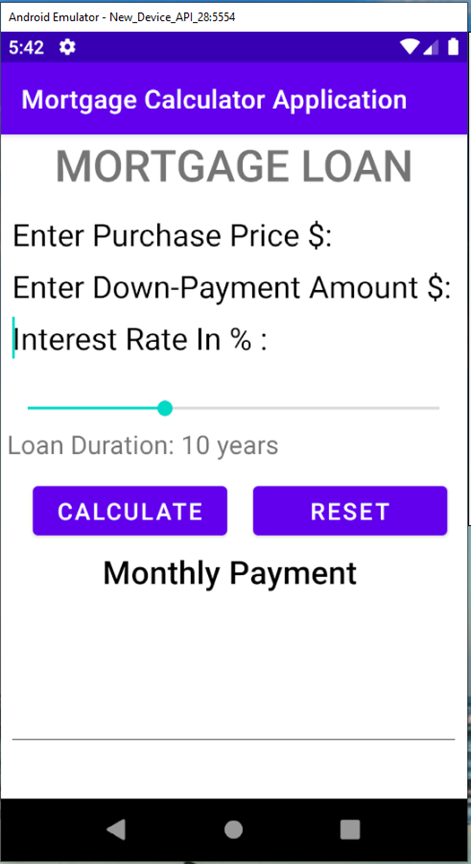 Android Emulator - New_Device_API_28:5554
5:42
Mortgage Calculator Application
MORTGAGE LOAN
Enter Purchase Price $:
Enter Down-Payment Amount $:
Interest Rate In % :
Loan Duration: 10 years
CALCULATE RESET
Monthly Payment